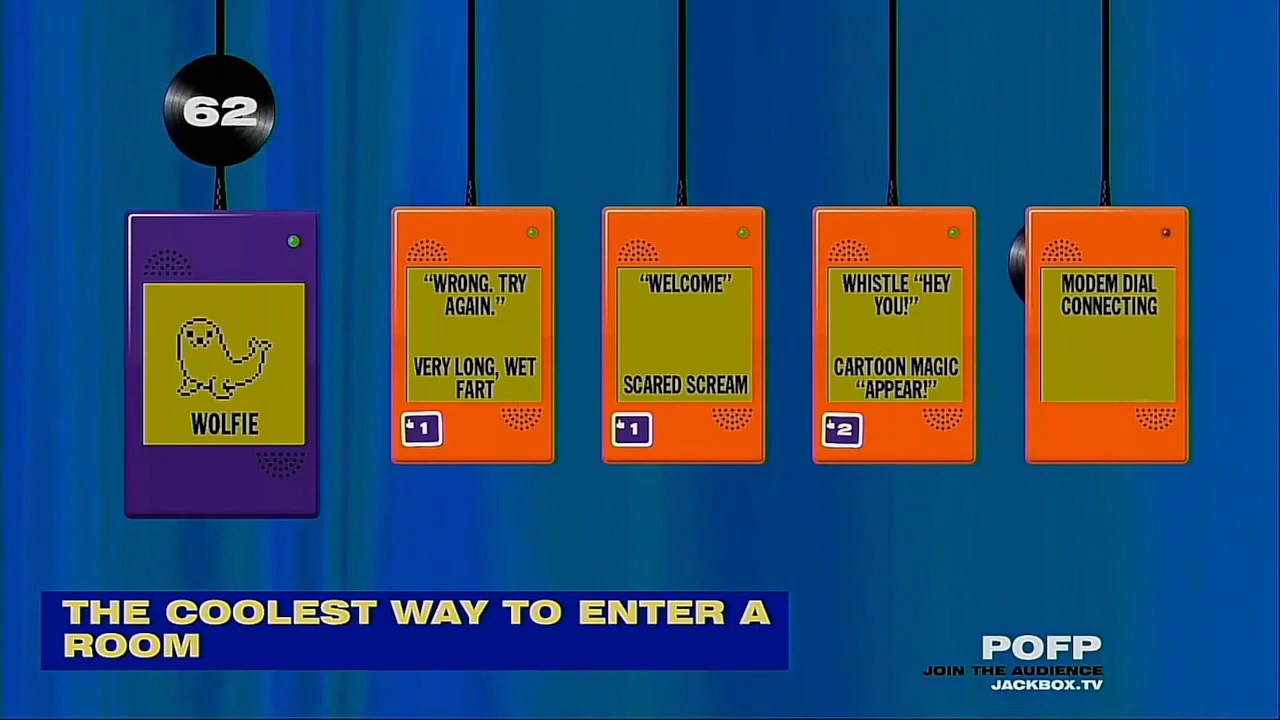 62
WOLFIE
“WRONG. TRY
AGAIN.”
VERY LONG, WET
FART
1
“WELCOME”
SCARED SCREAM
1
WHISTLE “HEY
YOU!”
CARTOON MAGIC
“APPEAR!”
2
MODEM DIAL
CONNECTING
THE COOLEST WAY TO ENTER A
ROOM
POFP
JOIN THE AUDIENCE
JACKBOX.TV